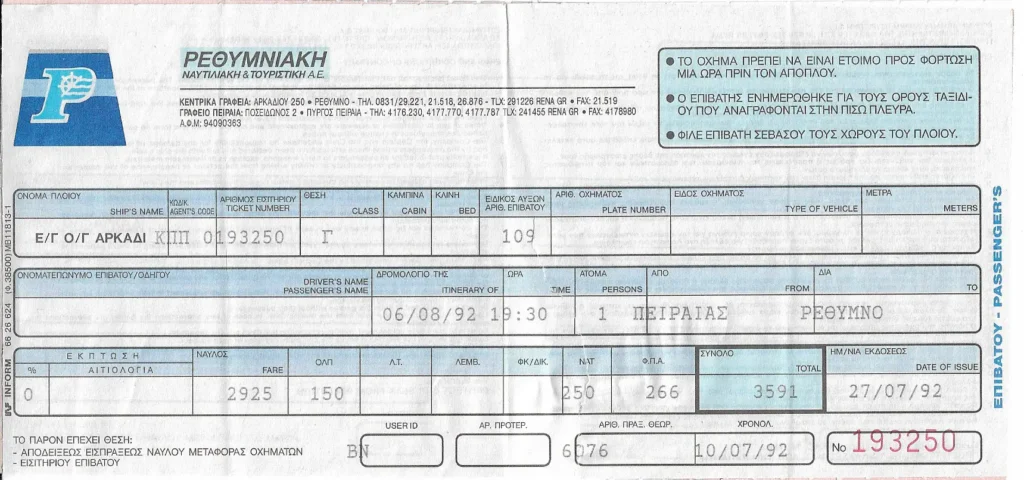 ΡΕΘΥΜΝΙΑΚΗ
ΝΑΥΤΙΛΙΑΚΗ & ΤΟΥΡΙΣΤΙΚΗ Α.Ε.
ΚΕΝΤΡΙΚΑ ΓΡΑΦΕΙΑ: ΑΡΚΑΔΙΟΥ 250 • ΡΕΘΥΜΝΟ - ΤΗΛ. 0831/29.221, 21.518, 26.876 - TLX: 291226 RENA GR • FAX: 21.519
ΓΡΑΦΕΙΟ ΠΕΙΡΑΙΑ: ΠΟΣΕΙΔΩΝΟΣ 2 • ΠΥΡΓΟΣ ΠΕΙΡΑΙΑ - ΤΗΛ: 4176.230, 4177.770, 4177.787 TLX: 241455 RENA GR • FAX: 4178980
Α.Φ.Μ: 94090363
• ΤΟ ΟΧΗΜΑ ΠΡΕΠΕΙ ΝΑ ΕΙΝΑΙ ΕΤΟΙΜΟ ΠΡΟΣ ΦΟΡΤΩΣΗ
ΜΙΑ ΩΡΑ ΠΡΙΝ ΤΟΝ ΑΠΟΠΛΟΥ.
• Ο ΕΠΙΒΑΤΗΣ ΕΝΗΜΕΡΩΘΗΚΕ ΓΙΑ ΤΟΥΣ ΟΡΟΥΣ ΤΑΞΙΔΙ-
ΟΥ ΠΟΥ ΑΝΑΓΡΑΦΟΝΤΑΙ ΣΤΗΝ ΠΙΣΩ ΠΛΕΥΡΑ.
• ΦΙΛΕ ΕΠΙΒΑΤΗ ΣΕΒΑΣΟΥ ΤΟΥΣ ΧΩΡΟΥΣ ΤΟΥ ΠΛΟΙΟΥ.
ΟΝΟΜΑ ΠΛΟΙΟΥ ΚΩΔΙΚ. ΑΡΙΘΜΟΣ ΕΙΣΙΤΗΡΙΟΥ ΘΕΣΗ ΚΑΜΠΙΝΑ ΚΛΙΝΗ ΕΙΔΙΚΟΣ ΑΥΞΩΝ ΑΡΙΘ. ΟΧΗΜΑΤΟΣ ΕΙΔΟΣ ΟΧΗΜΑΤΟΣ ΜΕΤΡΑ
SHIP'S NAME AGENT'S CODE TICKET NUMBER CLASS CABIN BED ΑΡΙΘ. ΕΠΙΒΑΤΟΥ PLATE NUMBER TYPE OF VEHICLE METERS
Ε/Γ Ο/Γ ΑΡΚΑΔΙ ΚΠΠ 0193250 Γ 109
ΟΝΟΜΑΤΕΠΩΝΥΜΟ ΕΠΙΒΑΤΟΥ/ΟΔΗΓΟΥ ΔΡΟΜΟΛΟΓΙΟ ΤΗΣ ΩΡΑ ΑΤΟΜΑ ΑΠΟ ΔΙΑ
DRIVER'S NAME
PASSENGER'S NAME ITINERARY OF TIME PERSONS FROM TO
06/08/92 19:30 1 ΠΕΙΡΑΙΑΣ ΡΕΘΥΜΝΟ
ΕΚΠΤΩΣΗ ΝΑΥΛΟΣ ΟΛΠ Λ.Τ. ΛΕΜΒ. ΦΚ/ΔΙΚ. ΝΑΤ Φ.Π.Α. ΣΥΝΟΛΟ ΗΜ/ΝΙΑ ΕΚΔΟΣΕΩΣ
% ΑΙΤΙΟΛΟΓΙΑ FARE TOTAL DATE OF ISSUE
0 2925 150 250 266 3591 27/07/92
ΤΟ ΠΑΡΟΝ ΕΠΕΧΕΙ ΘΕΣΗ:
- ΑΠΟΔΕΙΞΕΩΣ ΕΙΣΠΡΑΞΕΩΣ ΝΑΥΛΟΥ ΜΕΤΑΦΟΡΑΣ ΟΧΗΜΑΤΩΝ
- ΕΙΣΙΤΗΡΙΟΥ ΕΠΙΒΑΤΟΥ
USER ID ΑΡ. ΠΡΟΤΕΡ. ΑΡΙΘ. ΠΡΑΞ. ΘΕΩΡ. ΧΡΟΝΟΛ.
BN 6076 10/07/92 No 193250
ΕΠΙΒΑΤΟΥ - PASSENGER'S
INFORM 66 26 624 (Φ.38500)MB11813-1